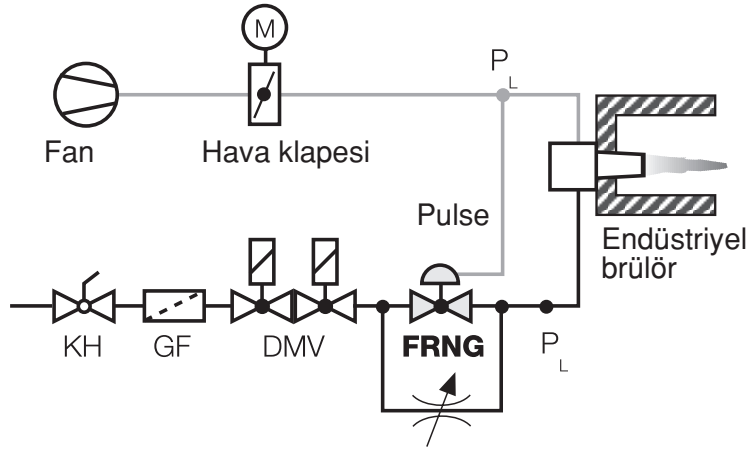 M
P L
Fan
Hava klapesi
Pulse
Endüstriyel
brülör
KH
GF
DMV
FRNG
P L